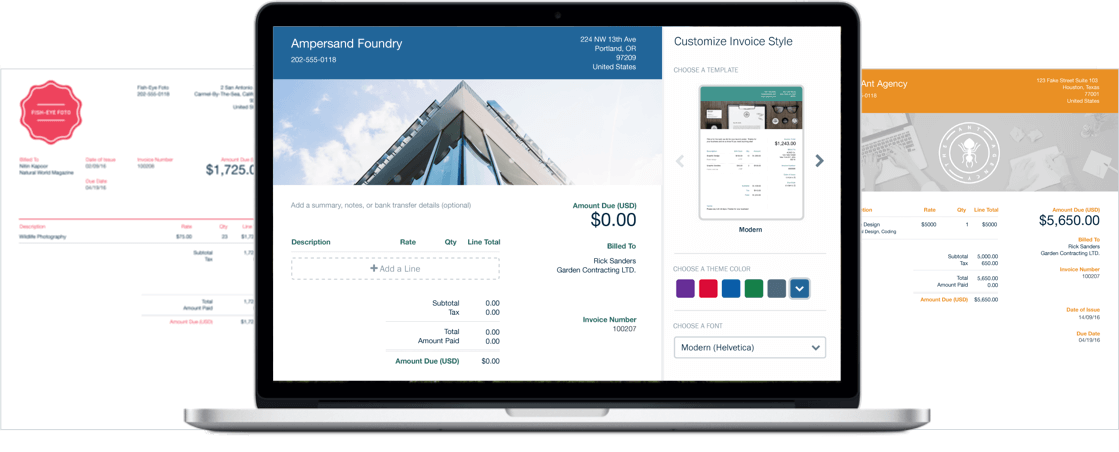 FISH-EYE FOTO
Fish-Eye Foto
202-555-0118
2 San Antonio,
Carmel-By-The-Sea, Calif
United St
Billed To
Nitin Kapoor
Natural World Magazine
Date of Issue
Due Date
04/19/16
Invoice Number
100208
Amount Due (U
$1,725.0
Description
Rate
Qty
Line
Wildlife Photography
$75.00
23
1,72
Subtotal
1,72
Tax
Total
1,72
Amount Paid
Amount Due (USD)
$1,72
Ampersand Foundry
202-555-0118
224 NW 13th Ave
Portland, OR
97209
United States
Add a summary, notes, or bank transfer details (optional)
Amount Due (USD)
$0.00
Description
Rate
Qty
Line Total
+ Add a Line
Billed To
Rick Sanders
Garden Contracting LTD.
Subtotal 0.00
Tax 0.00
Invoice Number
100207
Total 0.00
Amount Paid 0.00
Amount Due (USD) $0.00
Customize Invoice Style
CHOOSE A TEMPLATE
$1,243.00
Modern
CHOOSE A THEME COLOR
CHOOSE A FONT
Modern (Helvetica)
Ant Agency
-0118
123 Fake Street Suite 103
Houston, Texas
77001
United States
ART AGENCY
cription
Rate
Qty
Line Total
Design
$5000
1
$5000
d Design, Coding
Subtotal 5,000.00
Tax 650.00
Total 5,650.00
Amount Paid 0.00
Amount Due (USD) $5,650.00
Amount Due (USD)
$5,650.00
Billed To
Rick Sanders
Garden Contracting LTD.
Invoice Number
100207
Date of Issue
14/09/16
Due Date
04/19/16